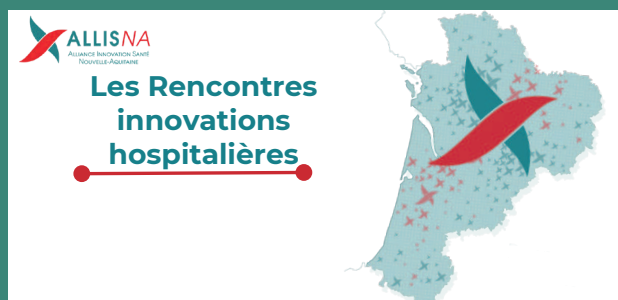 ALLISNA
Alliance Innovation Santé
Nouvelle-Aquitaine
Les Rencontres
innovations
hospitalières